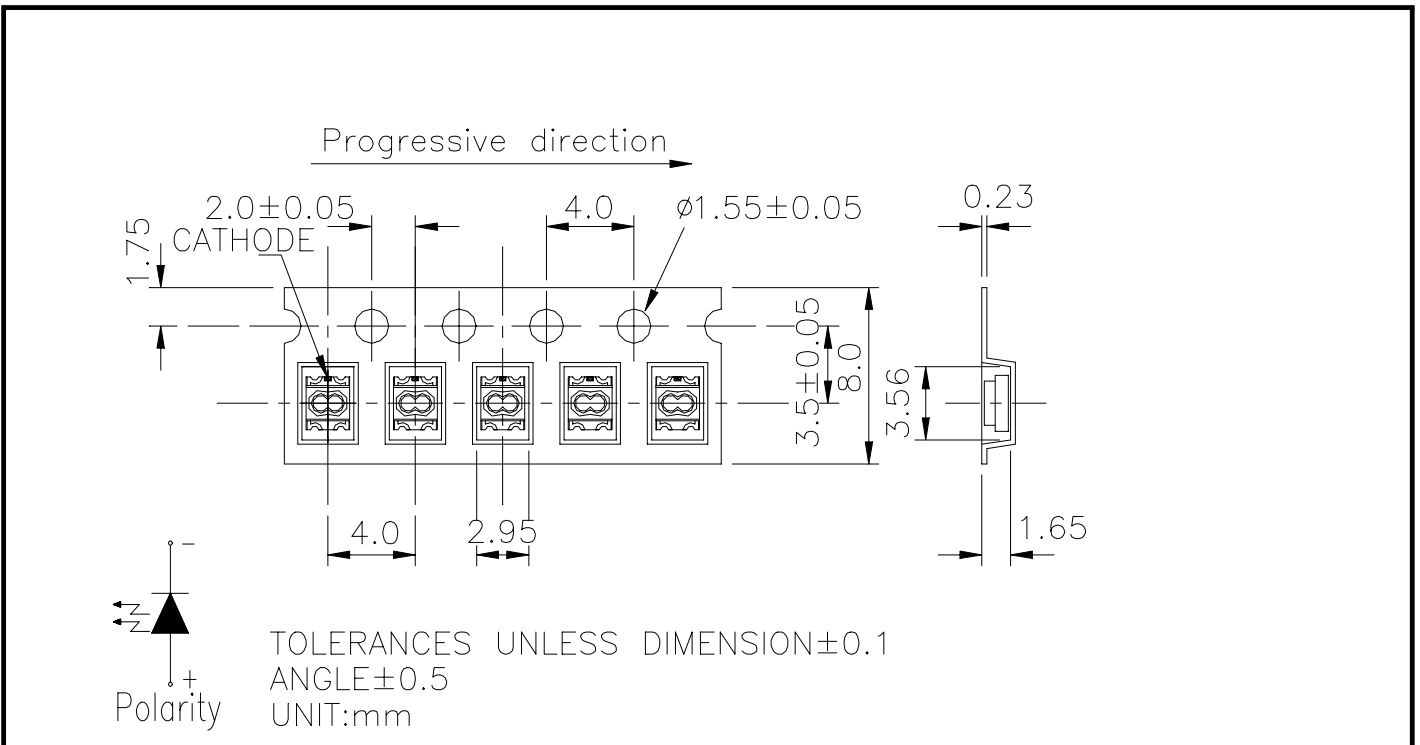 Progressive direction
2.0±0.05
4.0
ø1.55±0.05
0.23
1.75
CATHODE
3.5±0.05
8.0
3.56
4.0
2.95
1.65
-
+
Polarity
TOLERANCES UNLESS DIMENSION±0.1
ANGLE±0.5
UNIT:mm